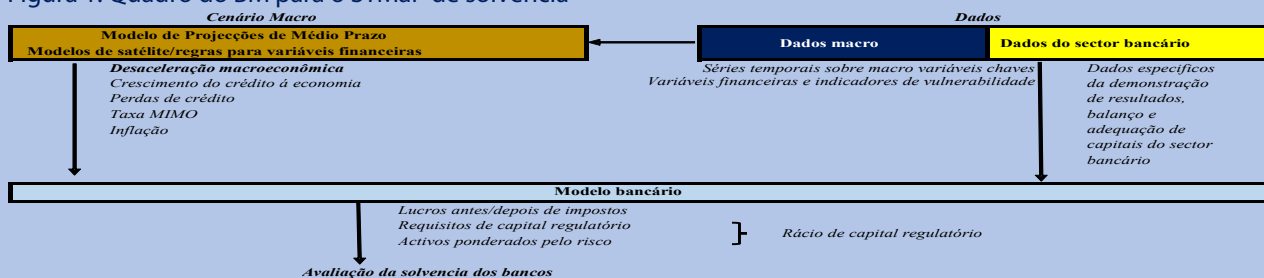 Figura 1: Quadro do BM para o STMaP de solvência
Cenário Macro
Dados
Modelo de Projecções de Médio Prazo
Modelos de satélite/regras para variáveis financeiras
Dados macro
Dados do sector bancário
Desaceleração macroeconômica
Crescimento do crédito á economia
Perdas de crédito
Taxa MIMO
Inflação
Séries temporais sobre macro variáveis chaves
Variáveis financeiras e indicadores de vulnerabilidade
Dados especificos
da demonstração
de resultados,
balanço e
adequação de
capitais do sector
bancário
Modelo bancário
Lucros antes/depois de impostos
Requisitos de capital regulatório
Activos ponderados pelo risco
Rácio de capital regulatório
Avaliação da solvencia dos bancos